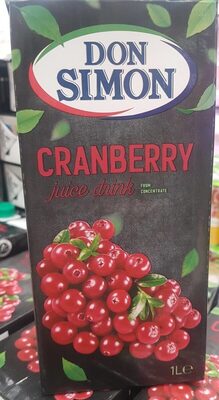 DON
SIMON
CRANBERRY
juice drink FROM
CONCENTRATE
1L℮